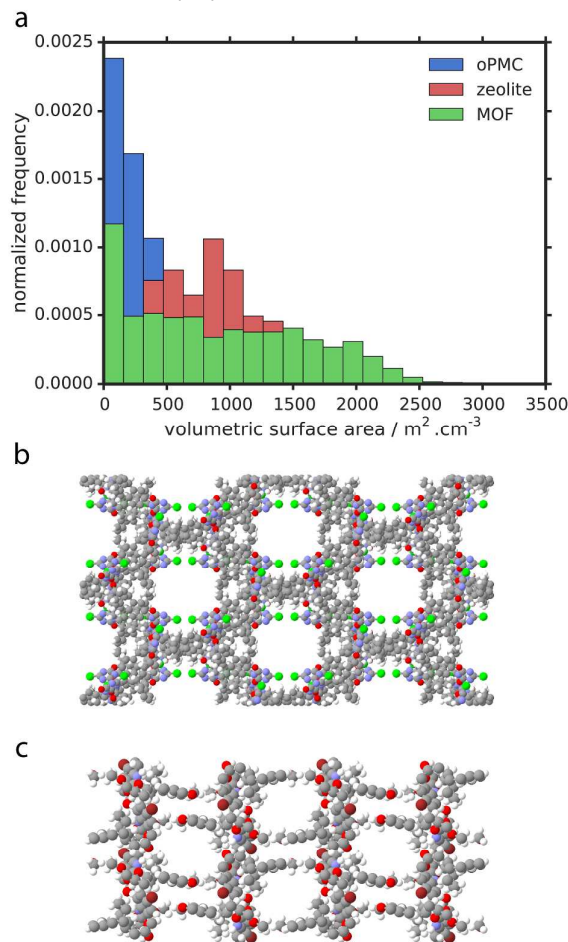 a
0.0025
0.0020
0.0015
0.0010
0.0005
0.0000
normalized frequency
oPMC
zeolite
MOF
0 500 1000 1500 2000 2500 3000 3500
volumetric surface area / m² .cm⁻³
b
c